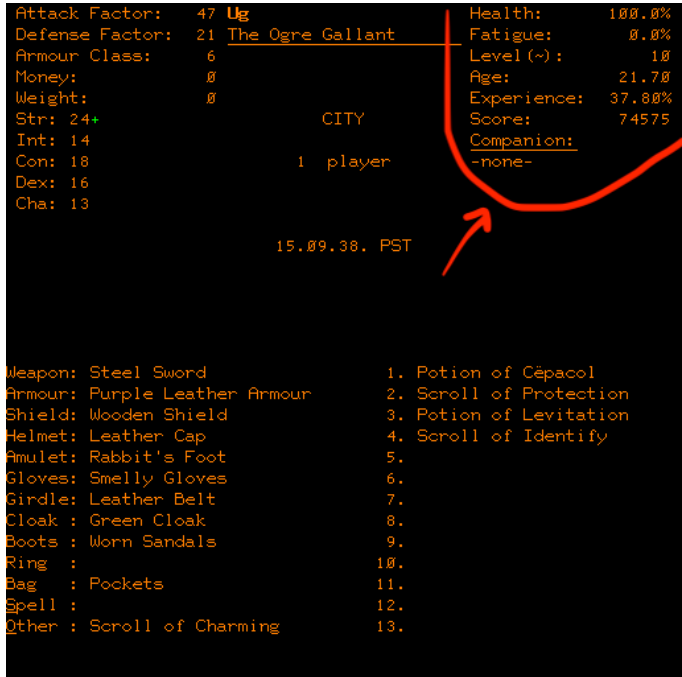 Attack Factor: 47 Ug Health: 100.0%
Defense Factor: 21 The Ogre Gallant Fatigue: 0.0%
Armour Class: 6 Level(~): 10
Money: 0 Age: 21.70
Weight: 0 Experience: 37.80%
Str: 24+ CITY Score: 74575
Int: 14 Companion:
Con: 18 1 player -none-
Dex: 16
Cha: 13
15.09.38. PST
Weapon: Steel Sword 1. Potion of Cëpacol
Armour: Purple Leather Armour 2. Scroll of Protection
Shield: Wooden Shield 3. Potion of Levitation
Helmet: Leather Cap 4. Scroll of Identify
Amulet: Rabbit's Foot 5.
Gloves: Smelly Gloves 6.
Girdle: Leather Belt 7.
Cloak : Green Cloak 8.
Boots : Worn Sandals 9.
Ring : 10.
Bag : Pockets 11.
Spell : 12.
Other : Scroll of Charming 13.